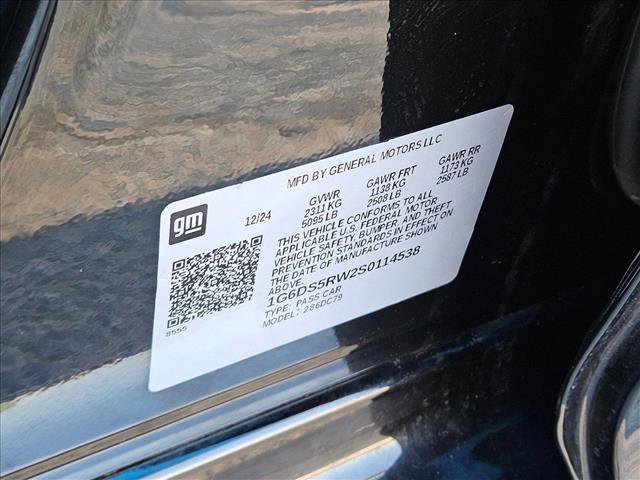 gm
12/24
MFD BY GENERAL MOTORS LLC
GVWR
2311 KG
5095 LB
GAWR FRT
1138 KG
2508 LB
GAWR RR
1173 KG
2587 LB
THIS VEHICLE CONFORMS TO ALL
APPLICABLE U.S. FEDERAL MOTOR
VEHICLE SAFETY, BUMPER, AND THEFT
PREVENTION STANDARDS IN EFFECT ON
THE DATE OF MANUFACTURE SHOWN
ABOVE.
1G6DS5RW2S0114538
TYPE: PASS CAR
MODEL: 286DC79
8555